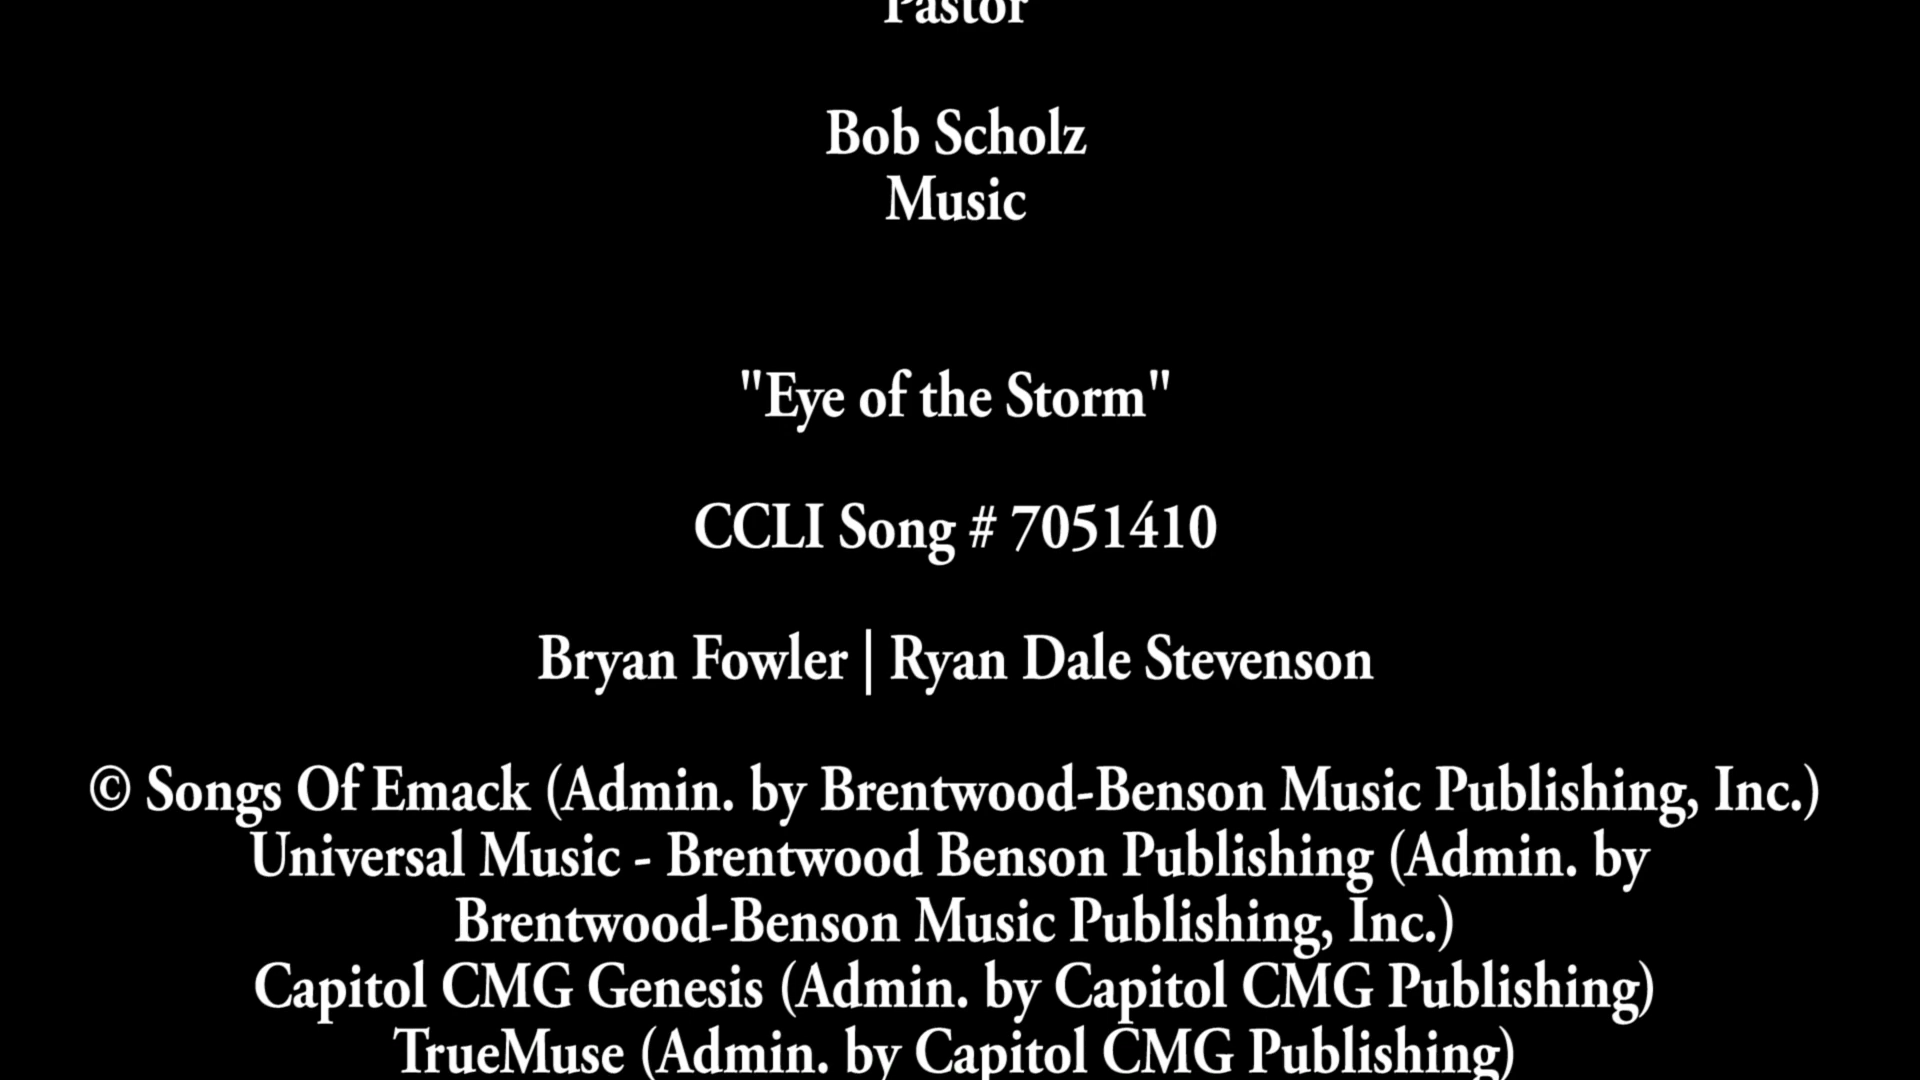 Pastor
Bob Scholz
Music
"Eye of the Storm"
CCLI Song # 7051410
Bryan Fowler | Ryan Dale Stevenson
© Songs Of Emack (Admin. by Brentwood-Benson Music Publishing, Inc.)
Universal Music - Brentwood Benson Publishing (Admin. by
Brentwood-Benson Music Publishing, Inc.)
Capitol CMG Genesis (Admin. by Capitol CMG Publishing)
TrueMuse (Admin. by Capitol CMG Publishing)